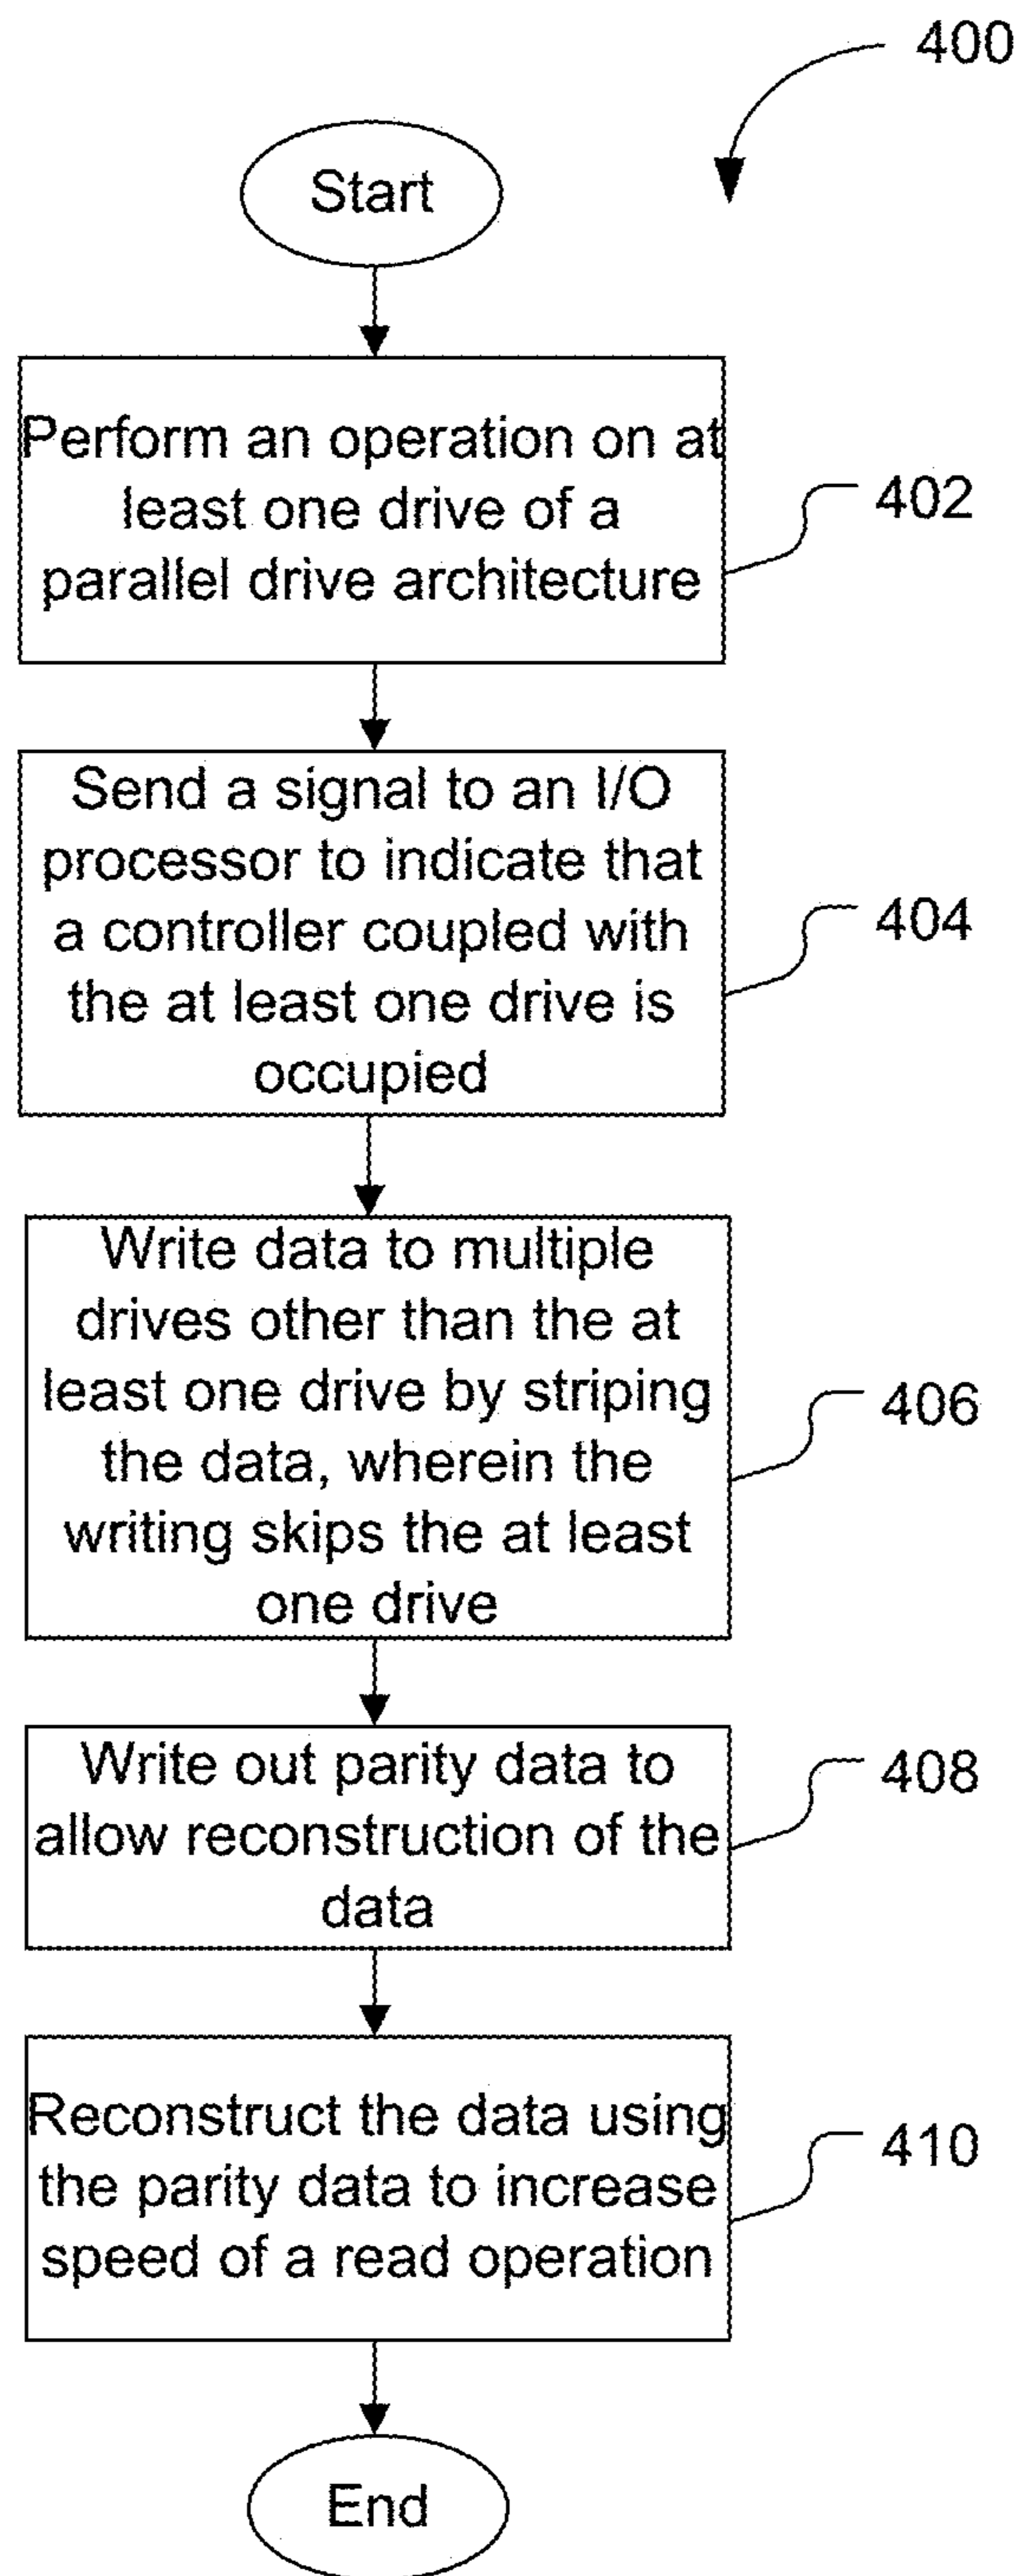 400
Start
Perform an operation on at
least one drive of a
parallel drive architecture
402
Send a signal to an I/O
processor to indicate that
a controller coupled with
the at least one drive is
occupied
404
Write data to multiple
drives other than the at
least one drive by striping
the data, wherein the
writing skips the at least
one drive
406
Write out parity data to
allow reconstruction of the
data
408
Reconstruct the data using
the parity data to increase
speed of a read operation
410
End